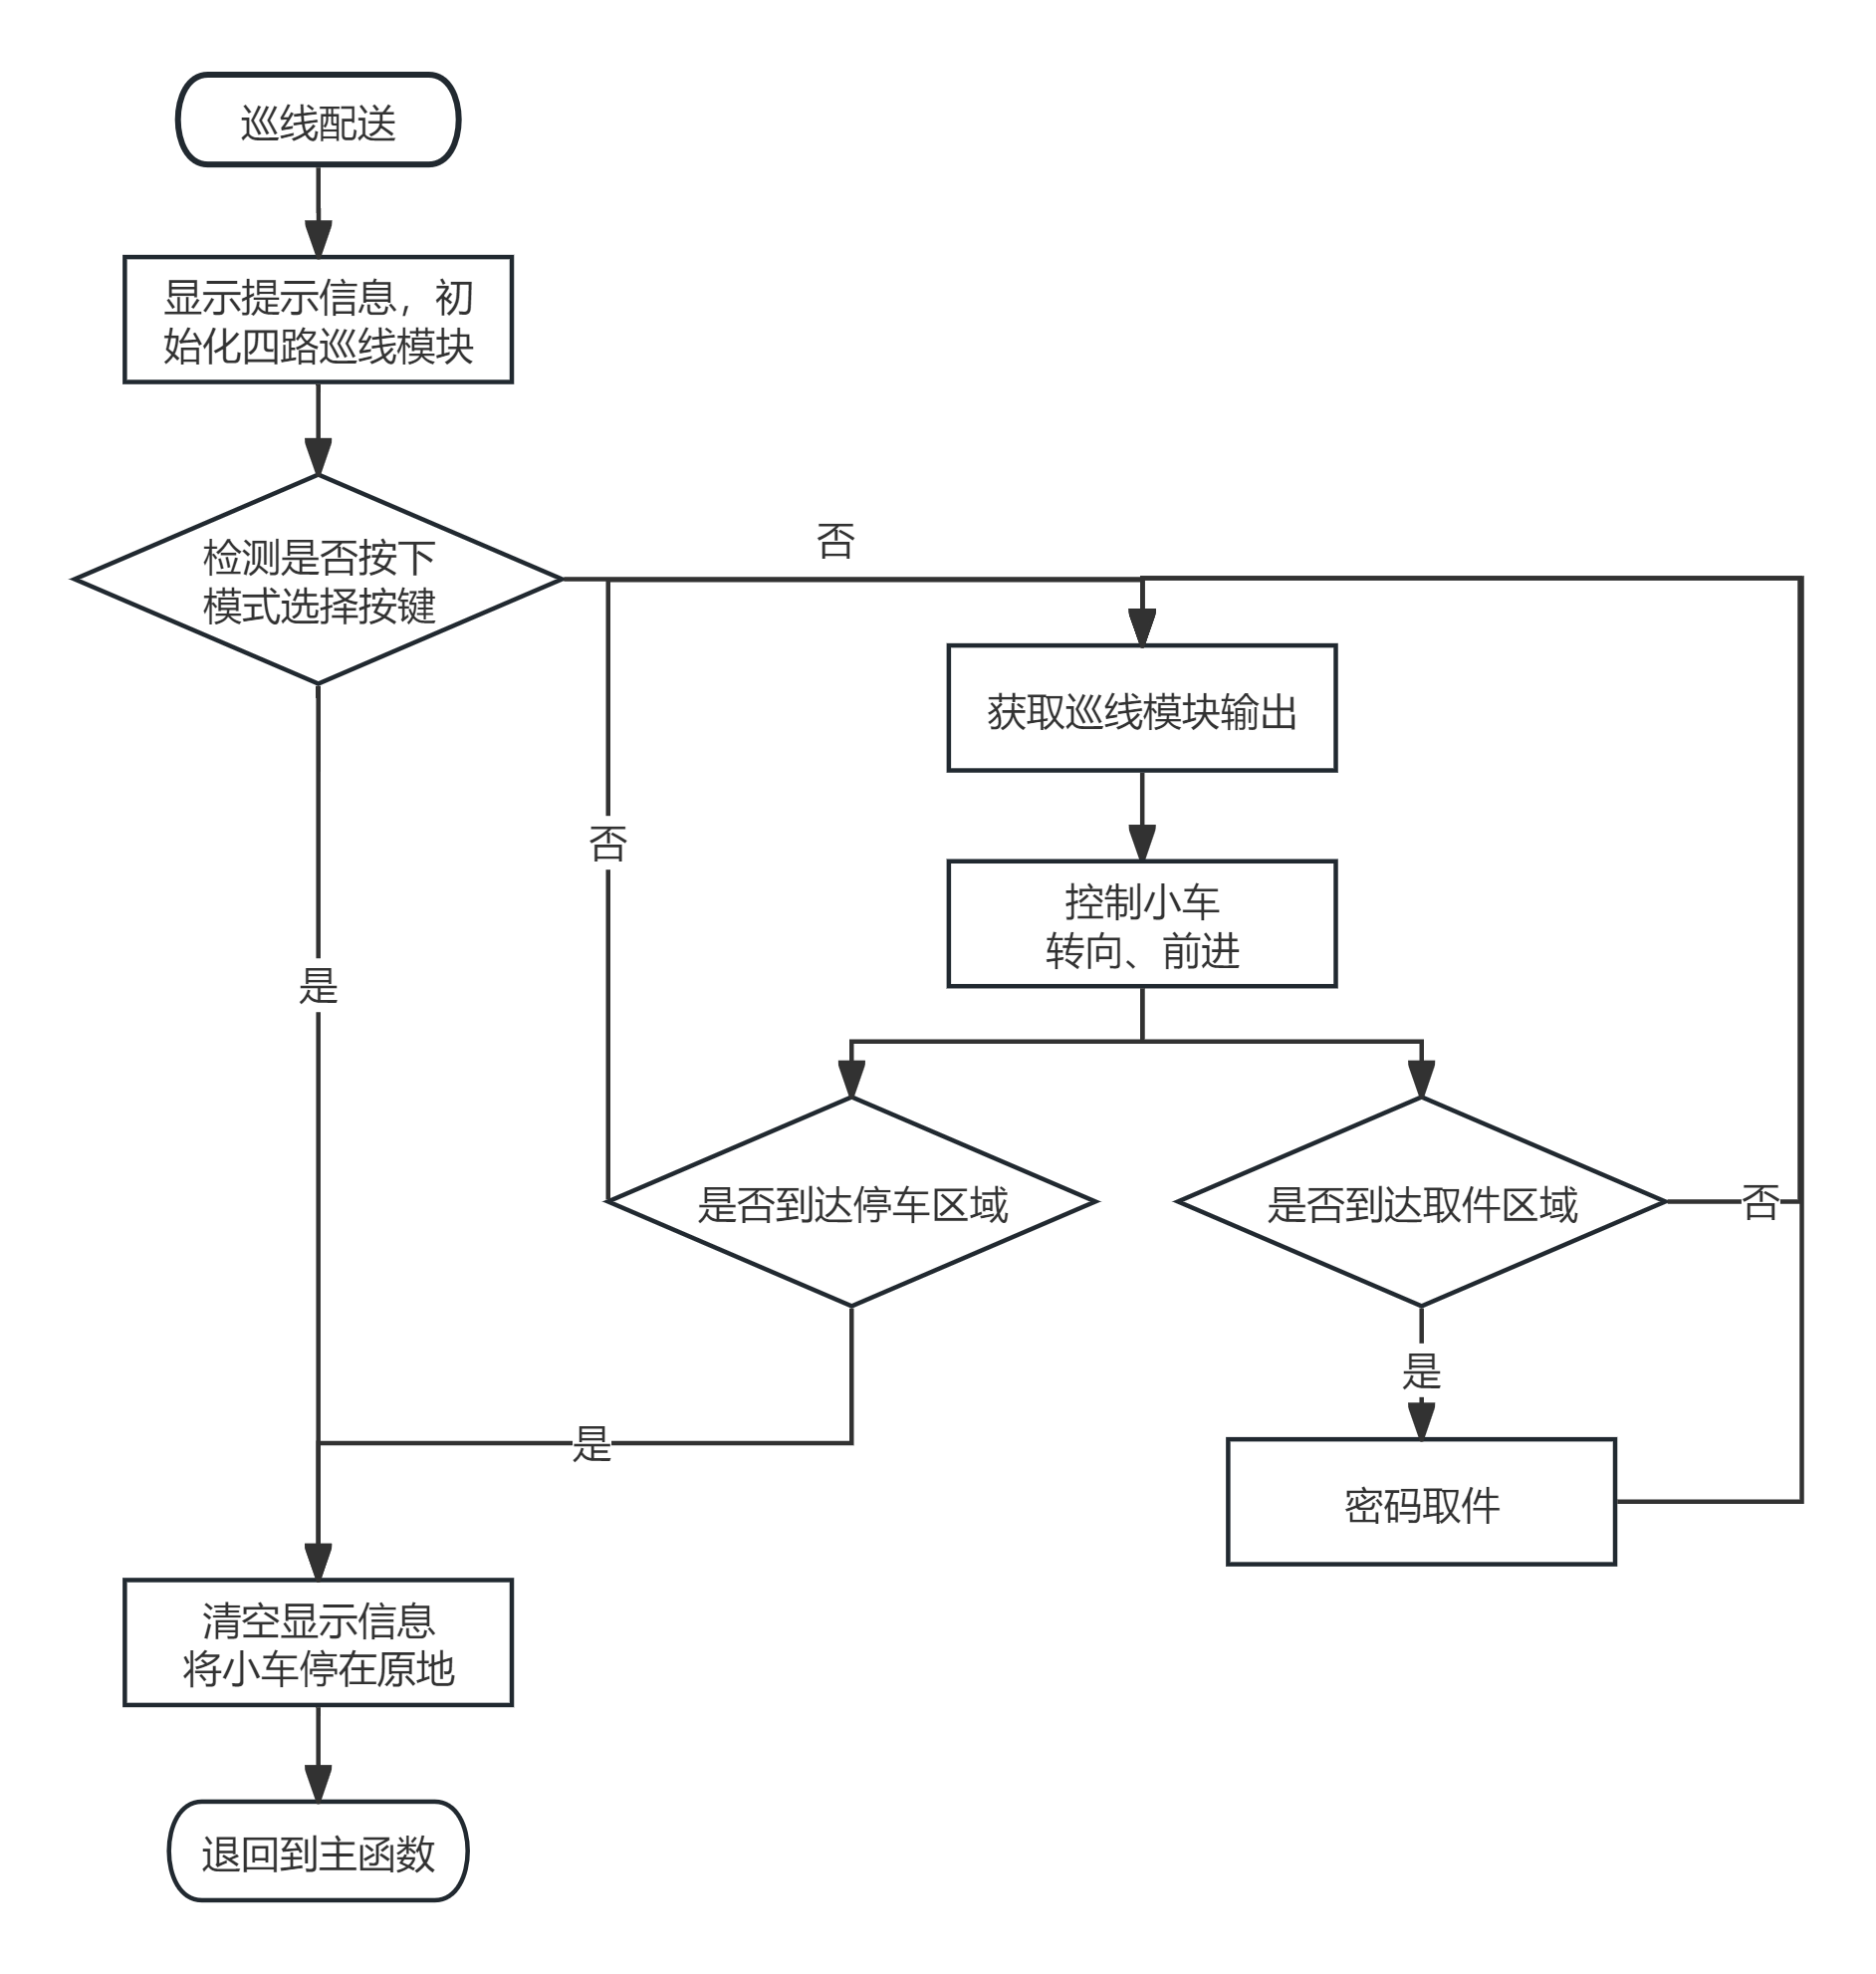 巡线配送
显示提示信息，初
始化四路巡线模块
检测是否按下
模式选择按键
否
获取巡线模块输出
否
控制小车
转向、前进
是
是否到达停车区域
是否到达取件区域
否
是
是
密码取件
清空显示信息
将小车停在原地
退回到主函数